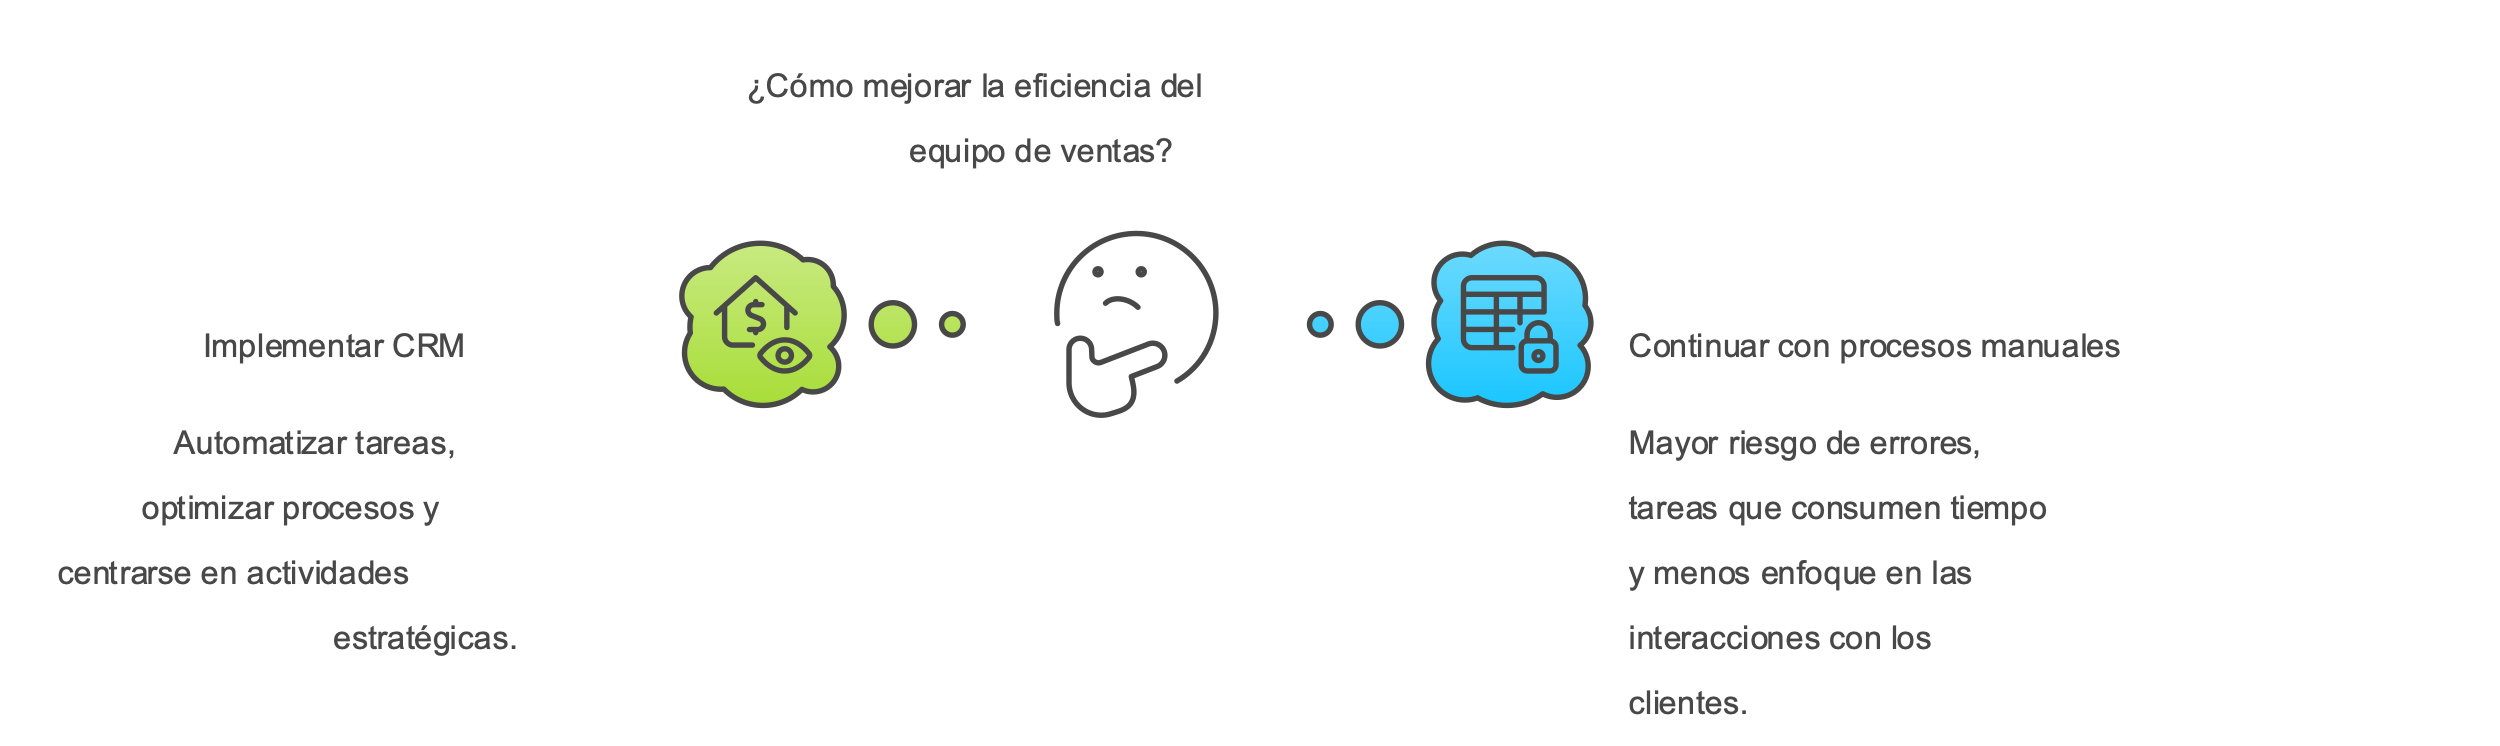 ¿Cómo mejorar la eficiencia del
equipo de ventas?
Implementar CRM
Automatizar tareas,
optimizar procesos y
centrarse en actividades
estratégicas.
Continuar con procesos manuales
Mayor riesgo de errores,
tareas que consumen tiempo
y menos enfoque en las
interacciones con los
clientes.